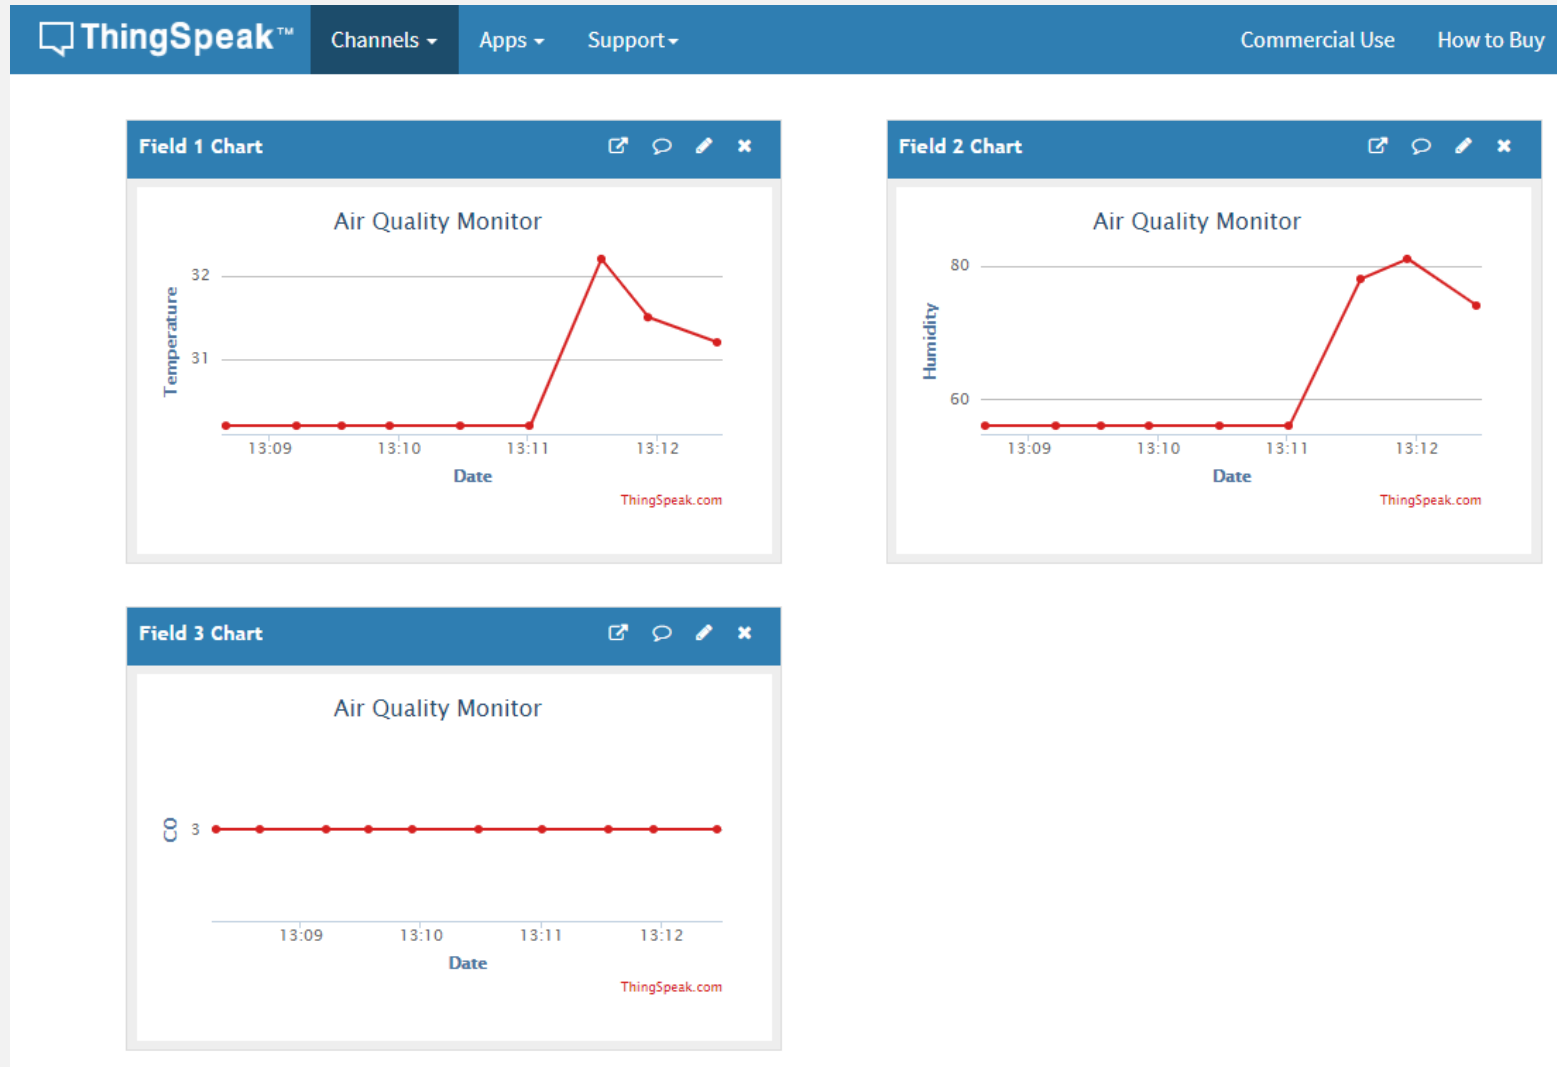 ThingSpeak™ Channels Apps Support Commercial Use How to Buy
Field 1 Chart
Air Quality Monitor
Temperature
32
31
13:09 13:10 13:11 13:12
Date
ThingSpeak.com
Field 2 Chart
Air Quality Monitor
Humidity
80
60
13:09 13:10 13:11 13:12
Date
ThingSpeak.com
Field 3 Chart
Air Quality Monitor
CO
3
13:09 13:10 13:11 13:12
Date
ThingSpeak.com